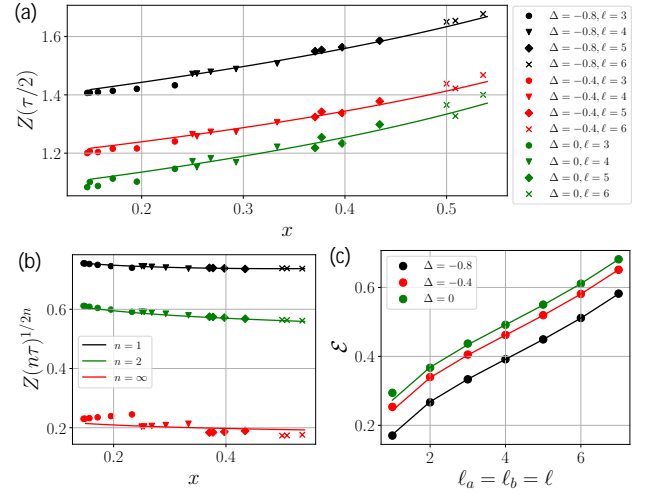 (a)
Z(τ/2)
1.6
1.4
1.2
0.2
0.3
0.4
0.5
x
Δ = −0.8, ℓ = 3
Δ = −0.8, ℓ = 4
Δ = −0.8, ℓ = 5
Δ = −0.8, ℓ = 6
Δ = −0.4, ℓ = 3
Δ = −0.4, ℓ = 4
Δ = −0.4, ℓ = 5
Δ = −0.4, ℓ = 6
Δ = 0, ℓ = 3
Δ = 0, ℓ = 4
Δ = 0, ℓ = 5
Δ = 0, ℓ = 6
(b)
Z(nτ)^{1/2n}
0.6
0.4
0.2
n = 1
n = 2
n = ∞
0.2
0.4
x
(c)
ℰ
0.6
0.4
0.2
Δ = −0.8
Δ = −0.4
Δ = 0
2
4
6
ℓ_a = ℓ_b = ℓ